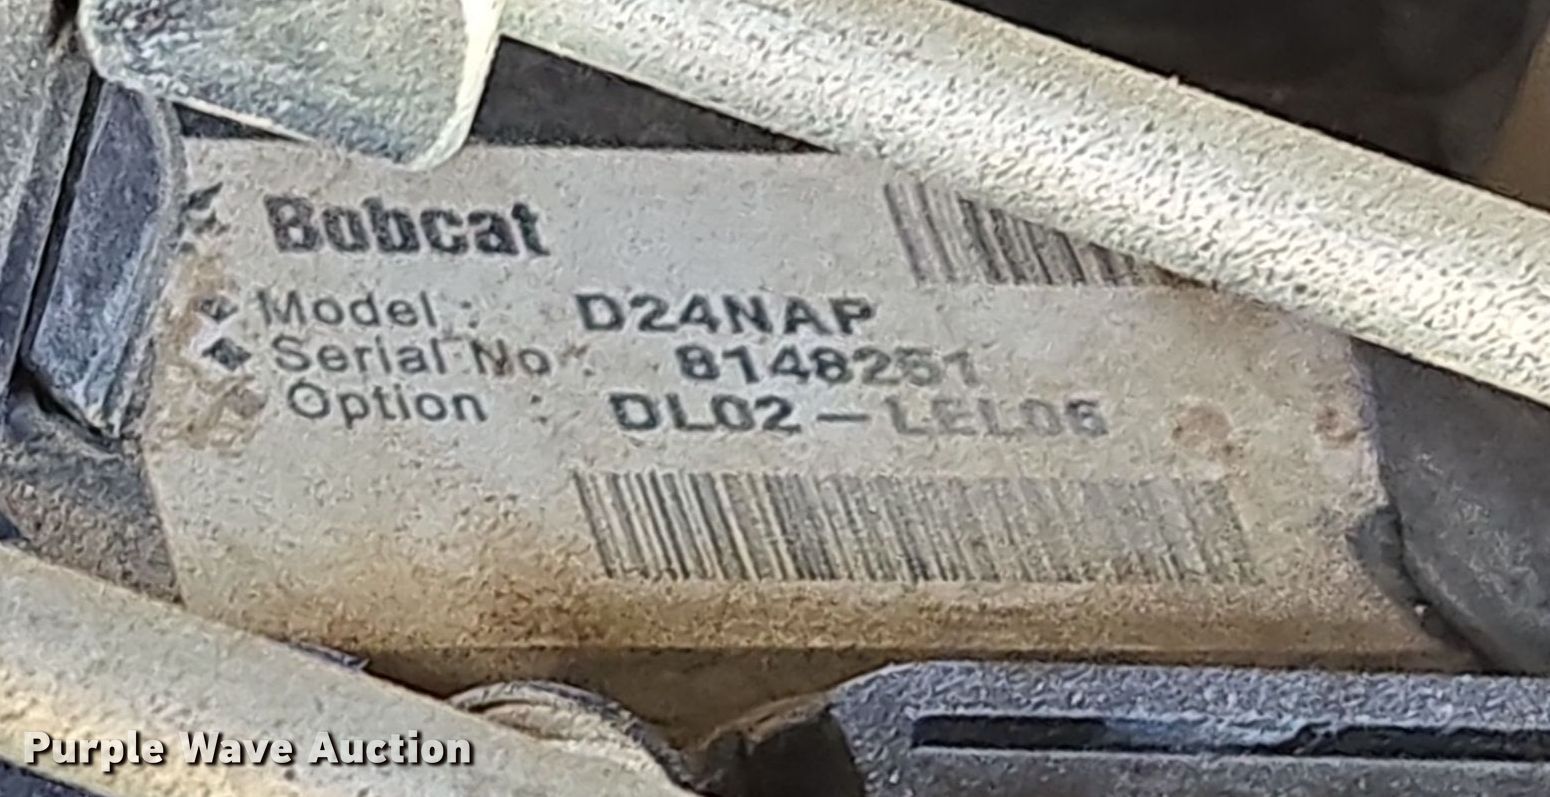 Bobcat
Model : D24NAP
Serial No : 8148251
Option : DL02-LEL06
Purple Wave Auction